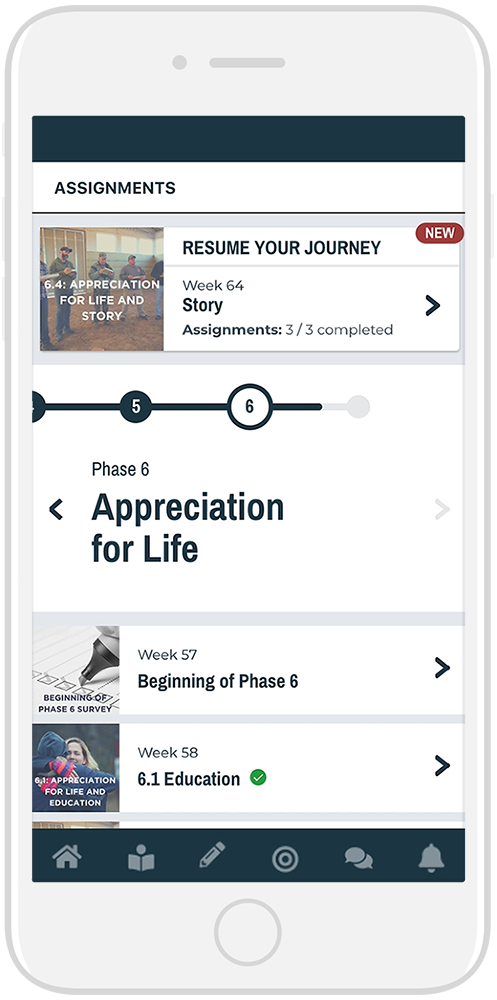 ASSIGNMENTS
NEW
RESUME YOUR JOURNEY
6.4: APPRECIATION
FOR LIFE AND
STORY
Week 64
Story
Assignments: 3 / 3 completed
5
6
Phase 6
Appreciation
for Life
BEGINNING OF
PHASE 6 SURVEY
Week 57
Beginning of Phase 6
6.1: APPRECIATION
FOR LIFE AND
EDUCATION
Week 58
6.1 Education